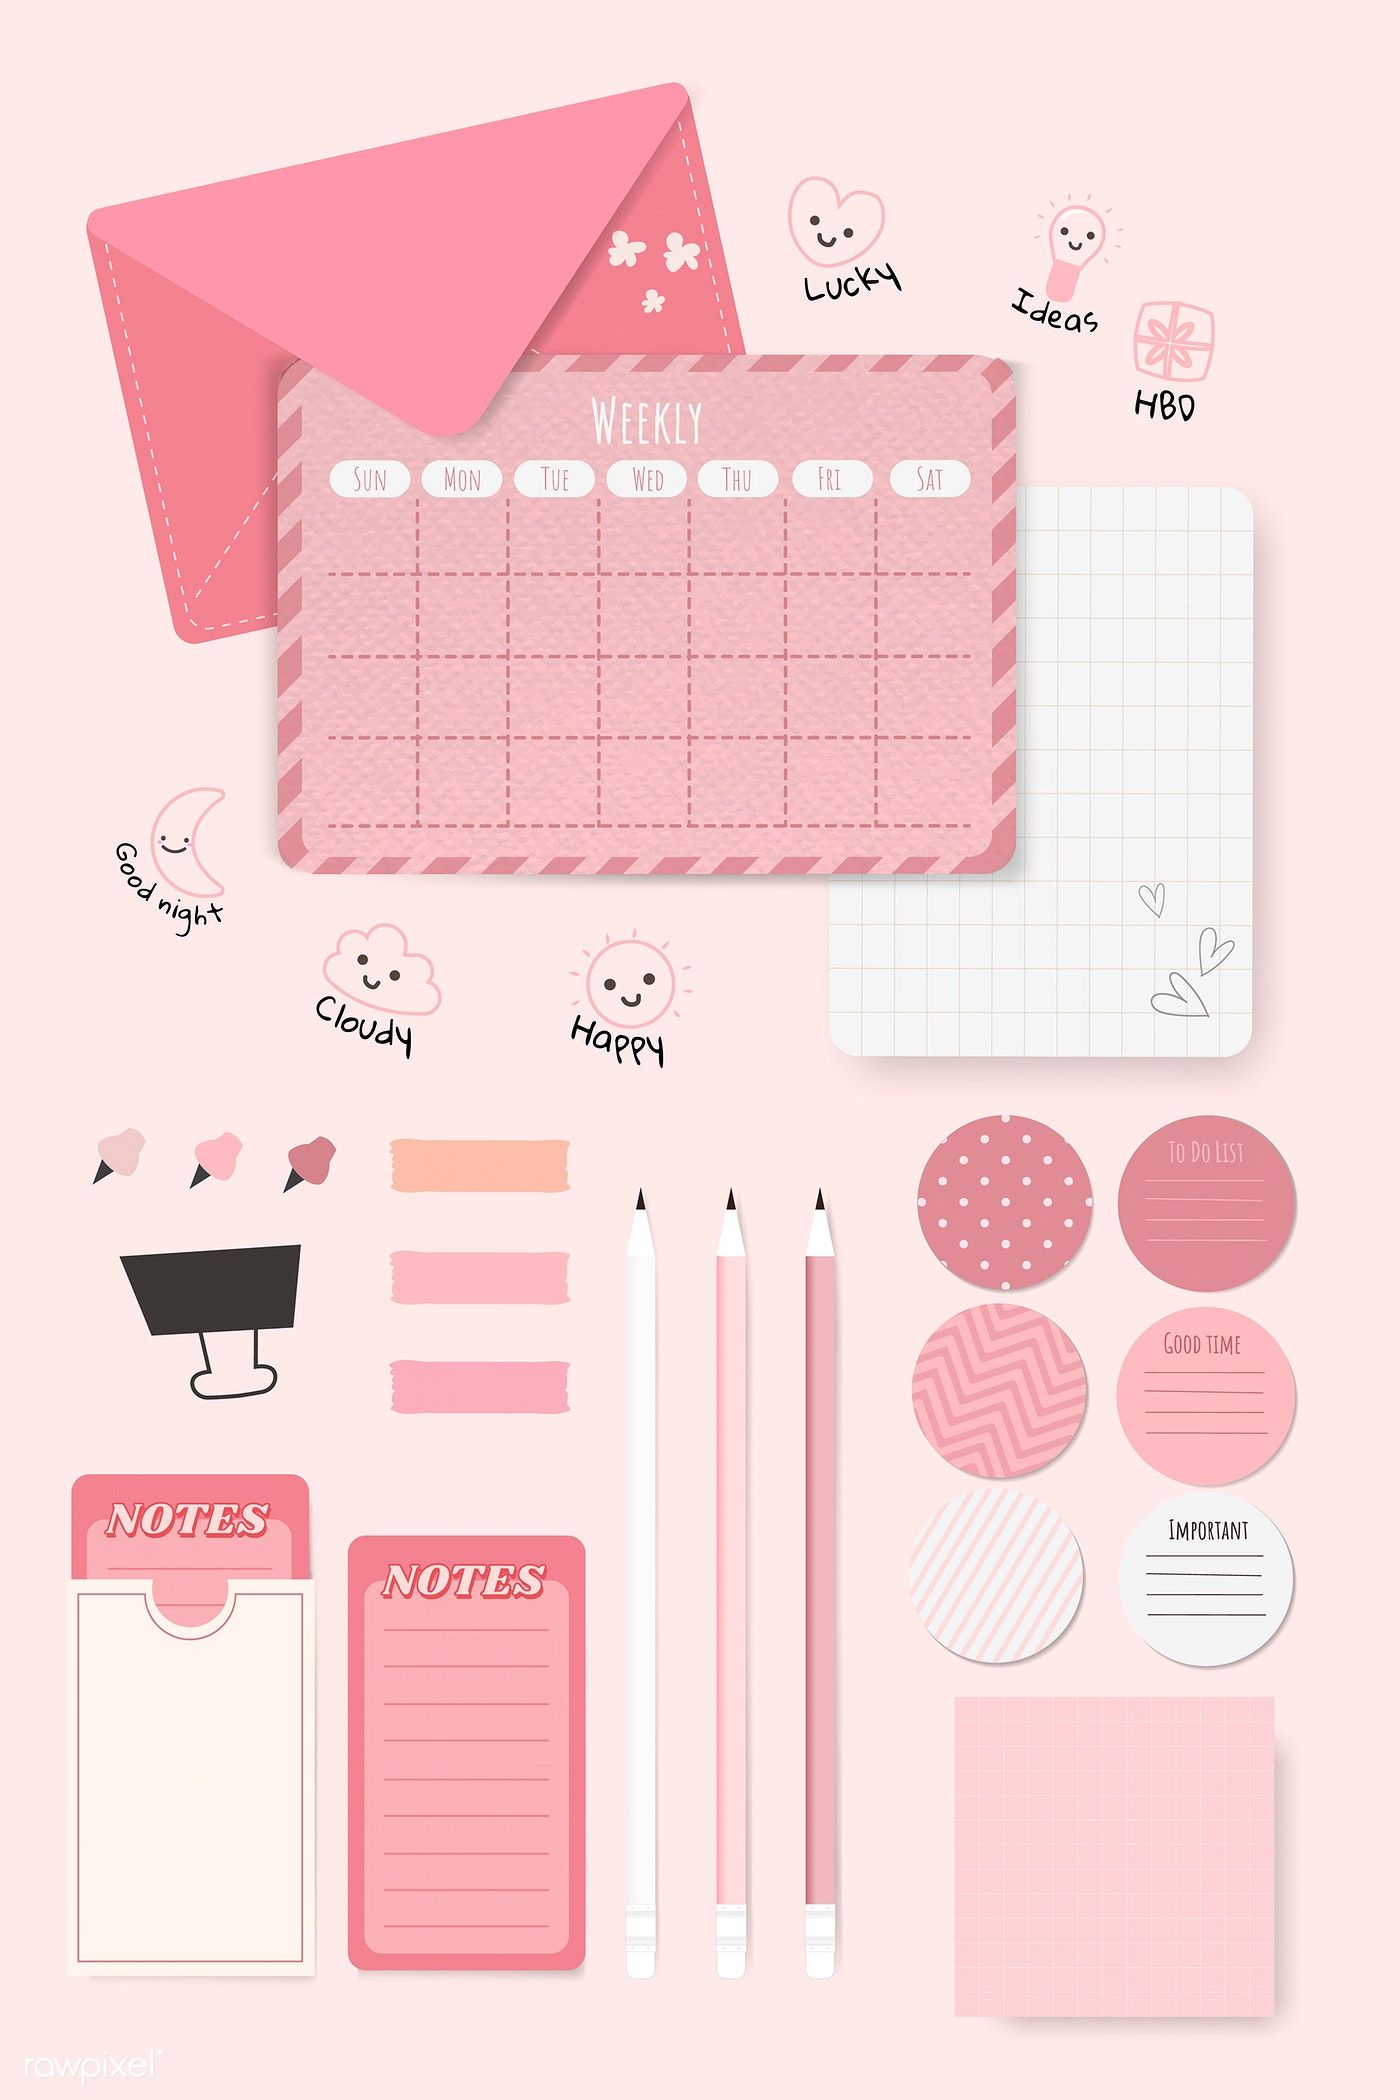 Lucky
Ideas
HBD
WEEKLY
SUN MON TUE WED THU FRI SAT
Good night
Cloudy
Happy
TO DO LIST
GOOD TIME
NOTES
IMPORTANT
NOTES
rawpixel